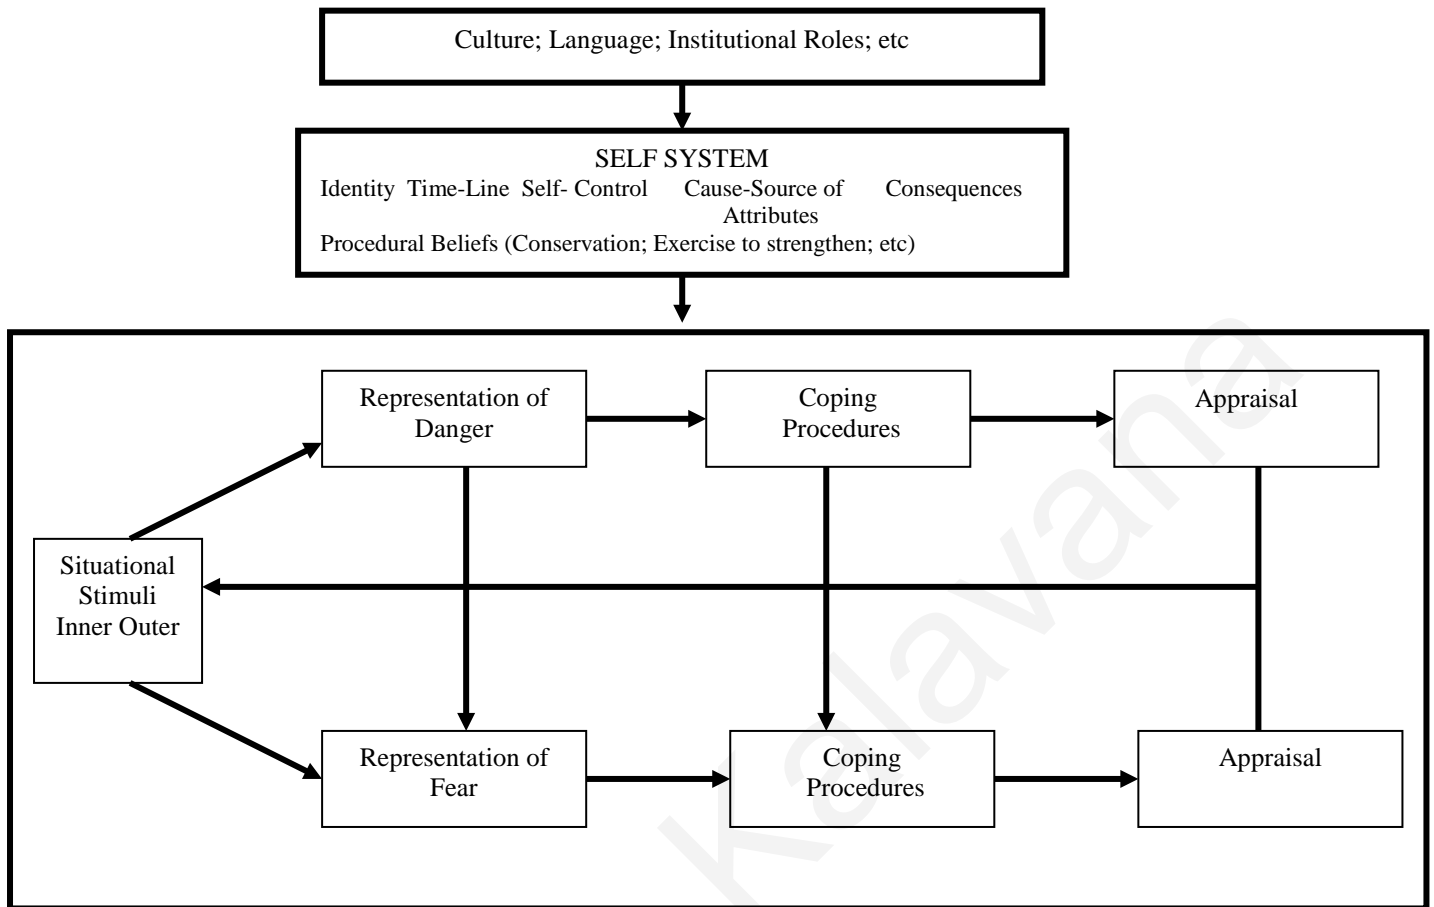 Culture; Language; Institutional Roles; etc
SELF SYSTEM
Identity Time-Line Self- Control Cause-Source of Consequences
Attributes
Procedural Beliefs (Conservation; Exercise to strengthen; etc)
Representation of
Danger
Coping
Procedures
Appraisal
Situational
Stimuli
Inner Outer
Representation of
Fear
Coping
Procedures
Appraisal
Kalavana